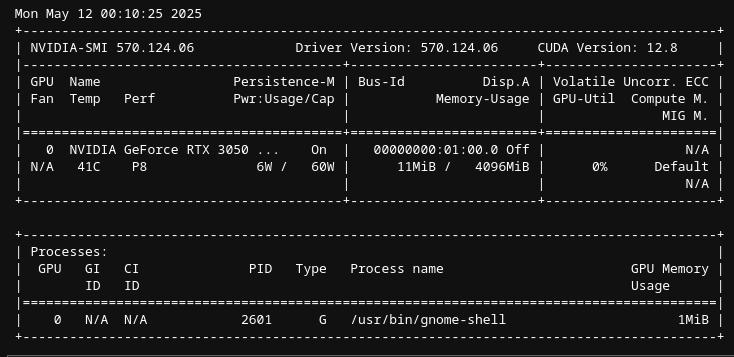 Mon May 12 00:10:25 2025
+-----------------------------------------------------------------------------------------+
| NVIDIA-SMI 570.124.06             Driver Version: 570.124.06     CUDA Version: 12.8     |
|-----------------------------------------+------------------------+----------------------+
| GPU  Name                 Persistence-M | Bus-Id          Disp.A | Volatile Uncorr. ECC |
| Fan  Temp   Perf          Pwr:Usage/Cap |           Memory-Usage | GPU-Util  Compute M. |
|                                         |                        |               MIG M. |
|=========================================+========================+======================|
|   0  NVIDIA GeForce RTX 3050 ...    On  |   00000000:01:00.0 Off |                  N/A |
| N/A   41C    P8              6W /   60W |      11MiB /   4096MiB |      0%      Default |
|                                         |                        |                  N/A |
+-----------------------------------------+------------------------+----------------------+

+-----------------------------------------------------------------------------------------+
| Processes:                                                                              |
|  GPU   GI   CI              PID   Type   Process name                        GPU Memory |
|        ID   ID                                                               Usage      |
|=========================================================================================|
|    0   N/A  N/A            2601      G   /usr/bin/gnome-shell                      1MiB |
+-----------------------------------------------------------------------------------------+